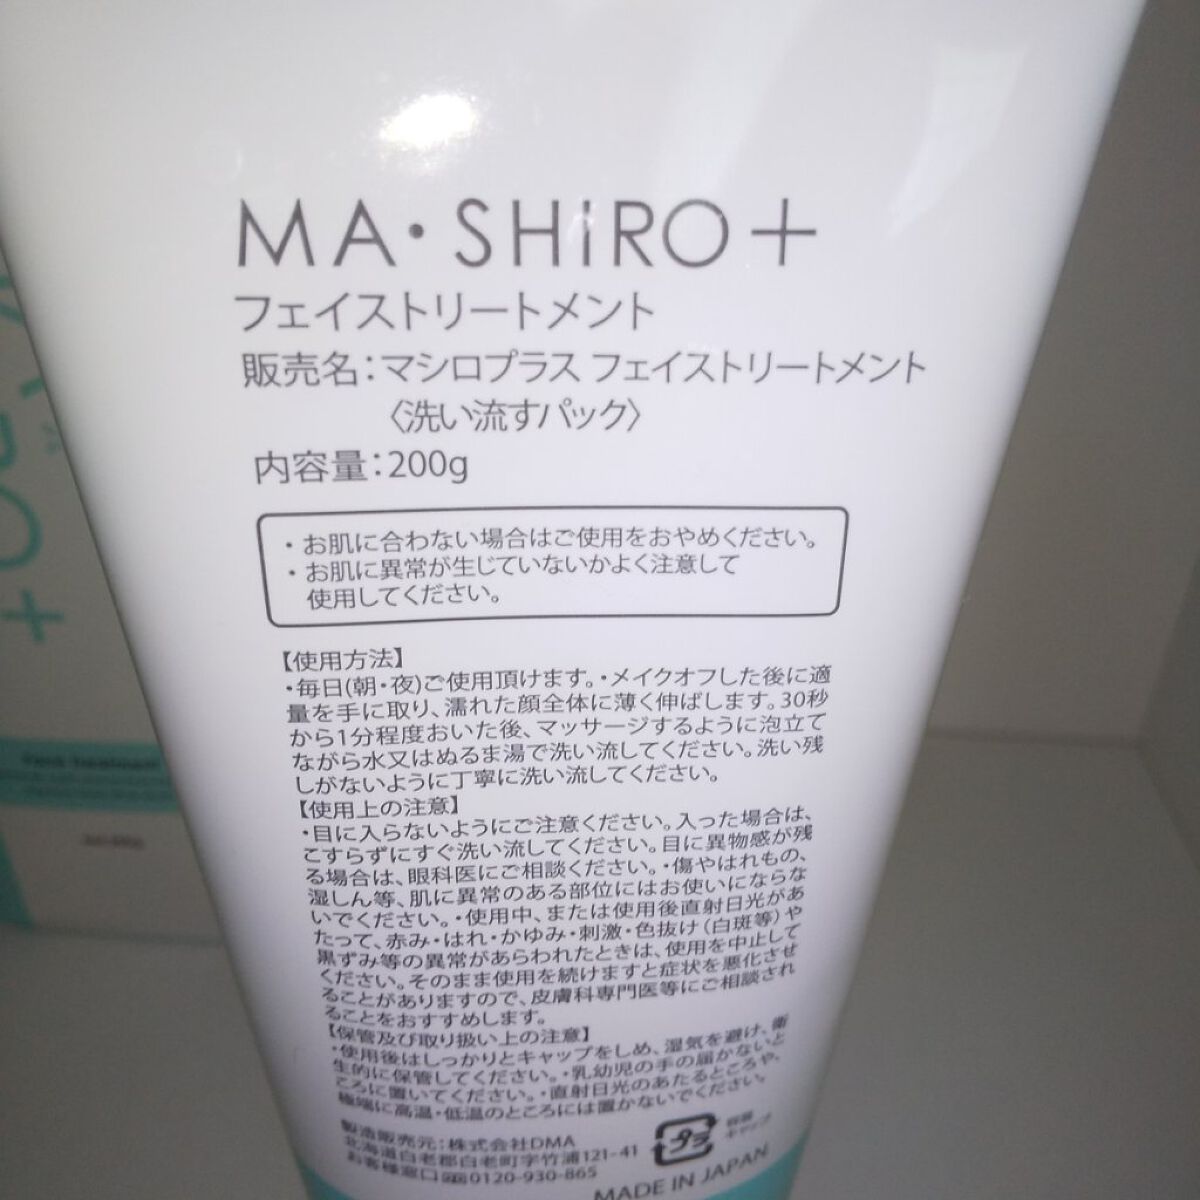 MA・SHiRO+
フェイストリートメント
販売名：マシロプラス フェイストリートメント
〈洗い流すパック〉
内容量：200g
・お肌に合わない場合はご使用をおやめください。
・お肌に異常が生じていないかよく注意して
使用してください。
【使用方法】
・毎日(朝・夜)ご使用頂けます。・メイクオフした後に適
量を手に取り、濡れた顔全体に薄く伸ばします。30秒
から1分程度おいた後、マッサージするように泡立て
ながら水又はぬるま湯で洗い流してください。洗い残
しがないように丁寧に洗い流してください。
【使用上の注意】
・目に入らないようにご注意ください。入った場合は、
こすらずにすぐ洗い流してください。目に異物感が残
る場合は、眼科医にご相談ください。・傷やはれもの、
湿しん等、肌に異常のある部位にはお使いにならな
いでください。・使用中、または使用後直射日光があ
たって、赤み・はれ・かゆみ・刺激・色抜け(白斑等)や
黒ずみ等の異常があらわれたときは、使用を中止して
ください。そのまま使用を続けますと症状を悪化させ
ることがありますので、皮膚科専門医等にご相談され
ることをおすすめします。
【保管及び取り扱い上の注意】
・使用後はしっかりとキャップをしめ、湿気を避け、衛
生的に保管してください。・乳幼児の手の届かないと
ころに置いてください。・直射日光のあたるところや、
極端に高温・低温のところには置かないでください。
製造販売元：株式会社DMA
北海道白老郡白老町字竹浦121-41
お客様窓口 0120-930-865
プラ
容器
キャップ
MADE IN JAPAN
Face treatment